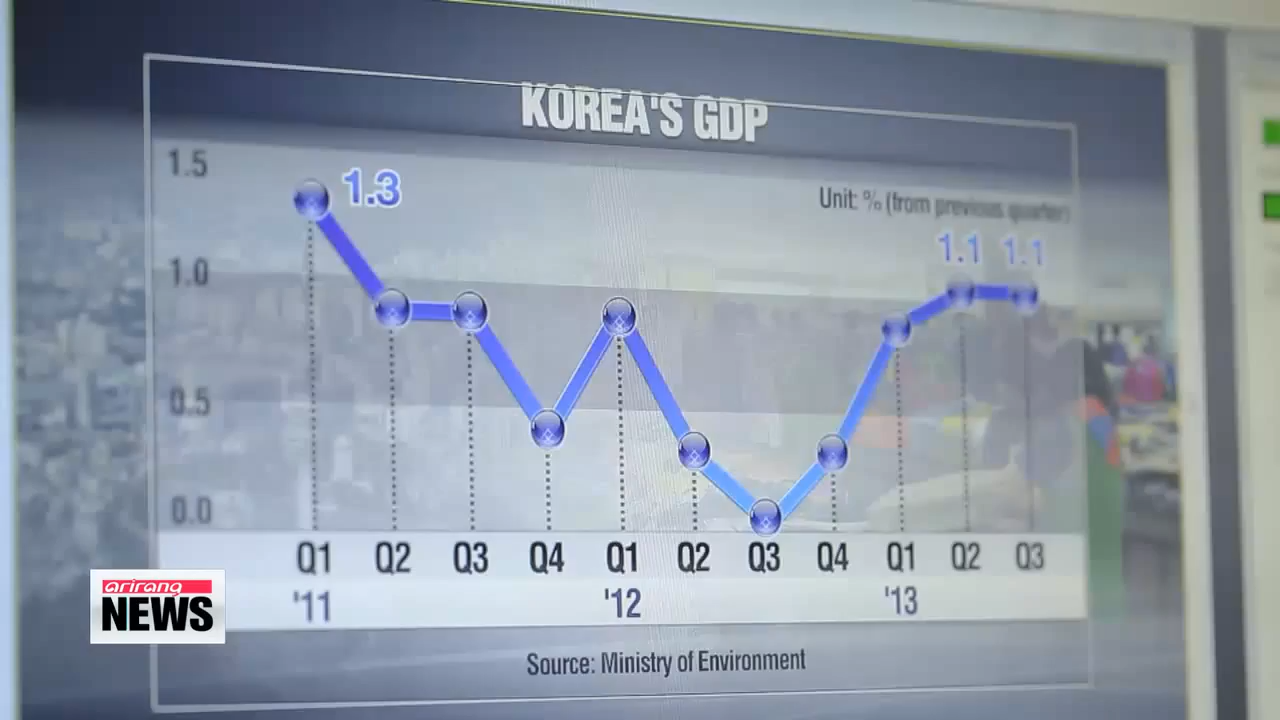 KOREA'S GDP
1.5
1.3
Unit: % (from previous quarter)
1.1 1.1
1.0
0.5
0.0
Q1 Q2 Q3 Q4 Q1 Q2 Q3 Q4 Q1 Q2 Q3
'11 '12 '13
arirang
NEWS
Source: Ministry of Environment